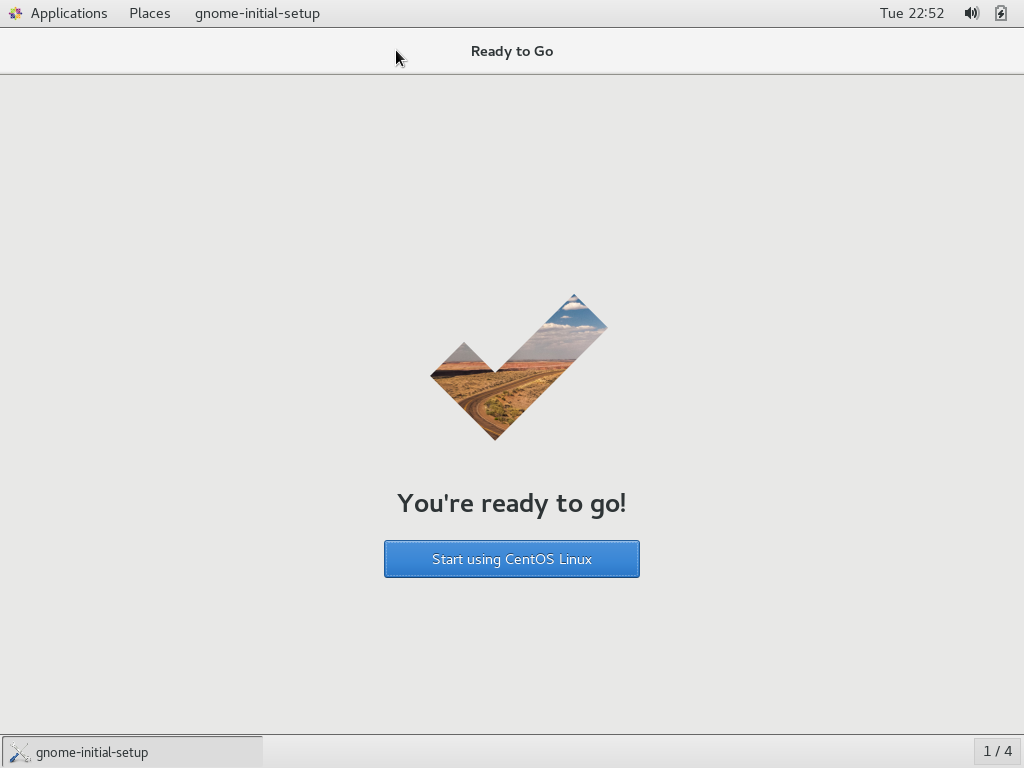 Applications Places gnome-initial-setup Tue 22:52
Ready to Go
You're ready to go!
Start using CentOS Linux
gnome-initial-setup 1 / 4